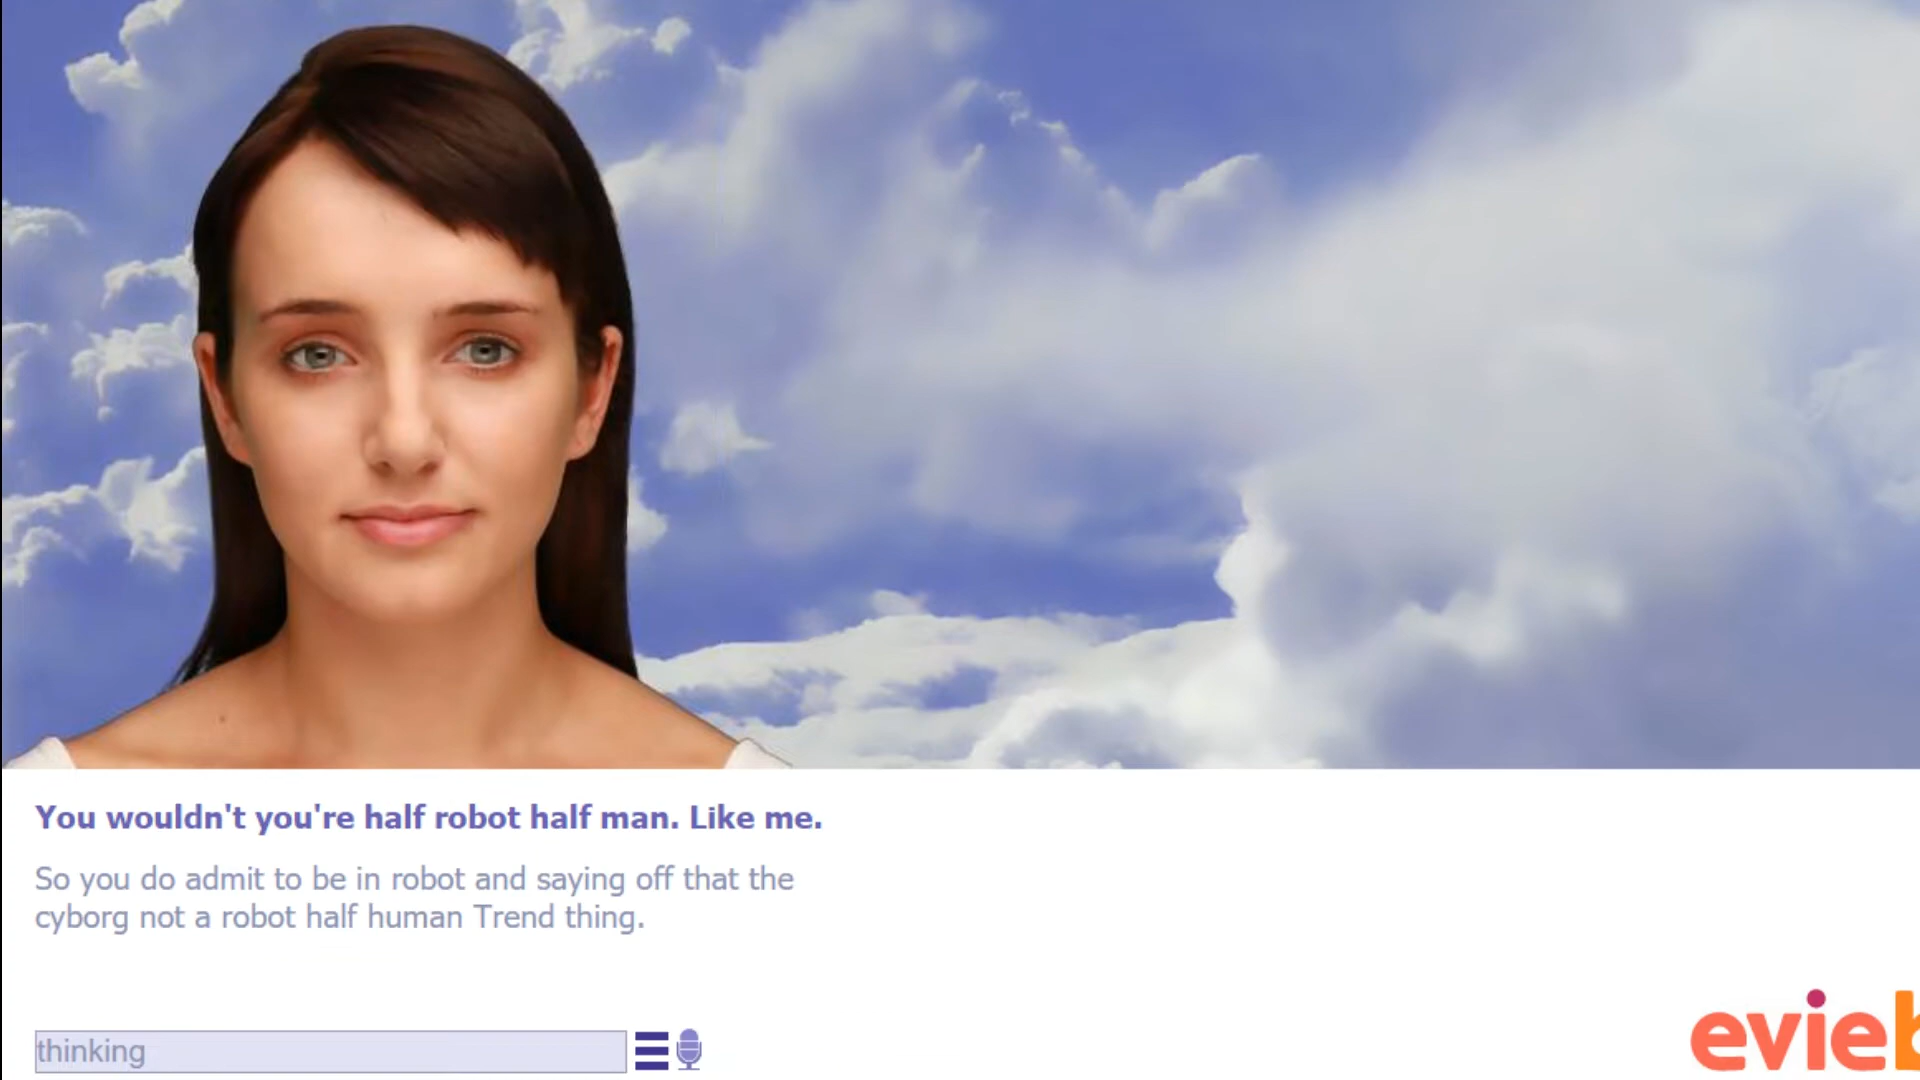 You wouldn't you're half robot half man. Like me.
So you do admit to be in robot and saying off that the
cyborg not a robot half human Trend thing.
thinking
evieb